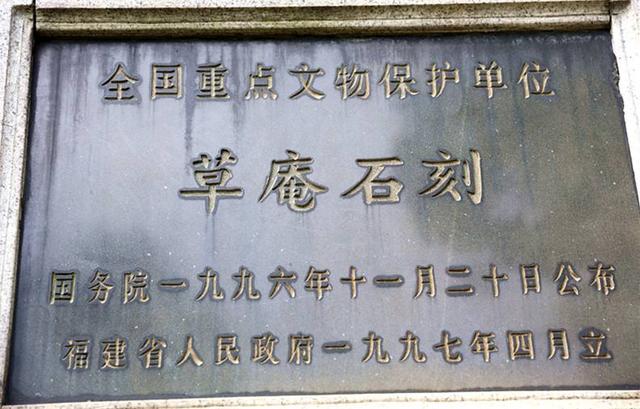 全国重点文物保护单位
草庵石刻
国务院一九九六年十一月二十日公布
福建省人民政府一九九七年四月立